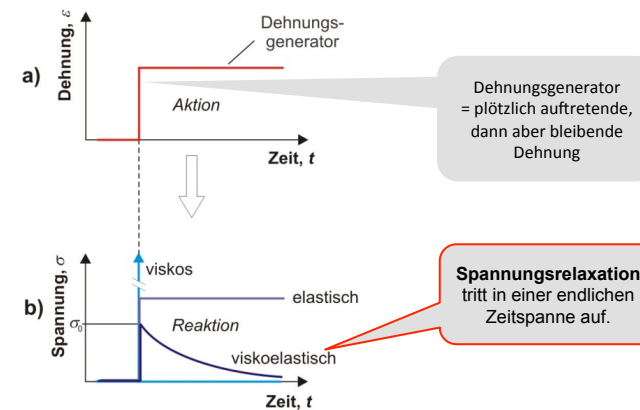 Dehnungs-
generator
Dehnung, ε
a)
Aktion
Zeit, t
Dehnungsgenerator
= plötzlich auftretende,
dann aber bleibende
Dehnung
Spannung, σ
viskos
elastisch
b)
σ₀
Reaktion
viskoelastisch
Zeit, t
Spannungsrelaxation
tritt in einer endlichen
Zeitspanne auf.